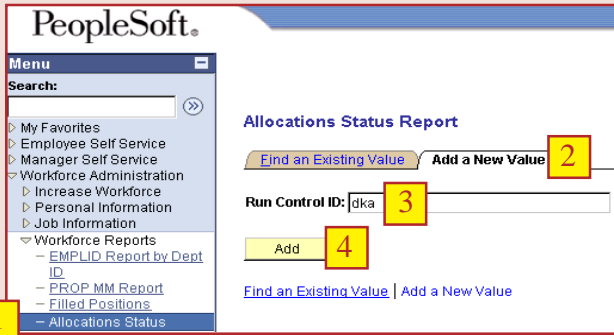 PeopleSoft.
Menu
Search:
My Favorites
Employee Self Service
Manager Self Service
Workforce Administration
Increase Workforce
Personal Information
Job Information
Workforce Reports
– EMPLID Report by Dept
ID
– PROP MM Report
– Filled Positions
– Allocations Status
Allocations Status Report
Find an Existing Value / Add a New Value 2
Run Control ID: dka 3
Add 4
Find an Existing Value | Add a New Value